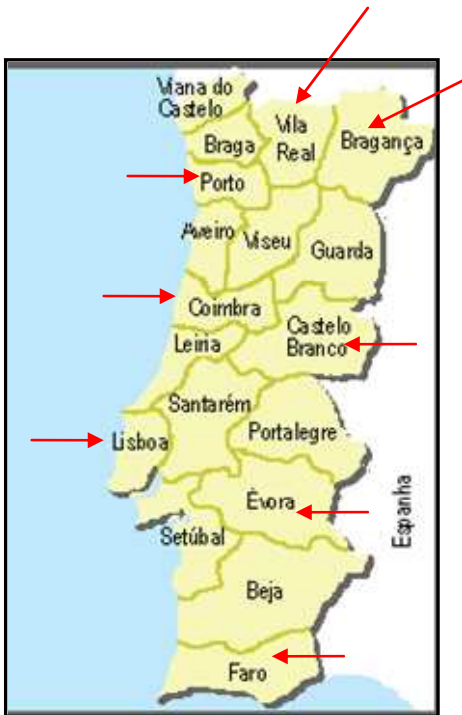 Viana do
Castelo
Vila
Real
Bragança
Braga
Porto
Aveiro
Viseu
Guarda
Coimbra
Castelo
Branco
Leiria
Santarém
Lisboa
Portalegre
Évora
Espanha
Setúbal
Beja
Faro